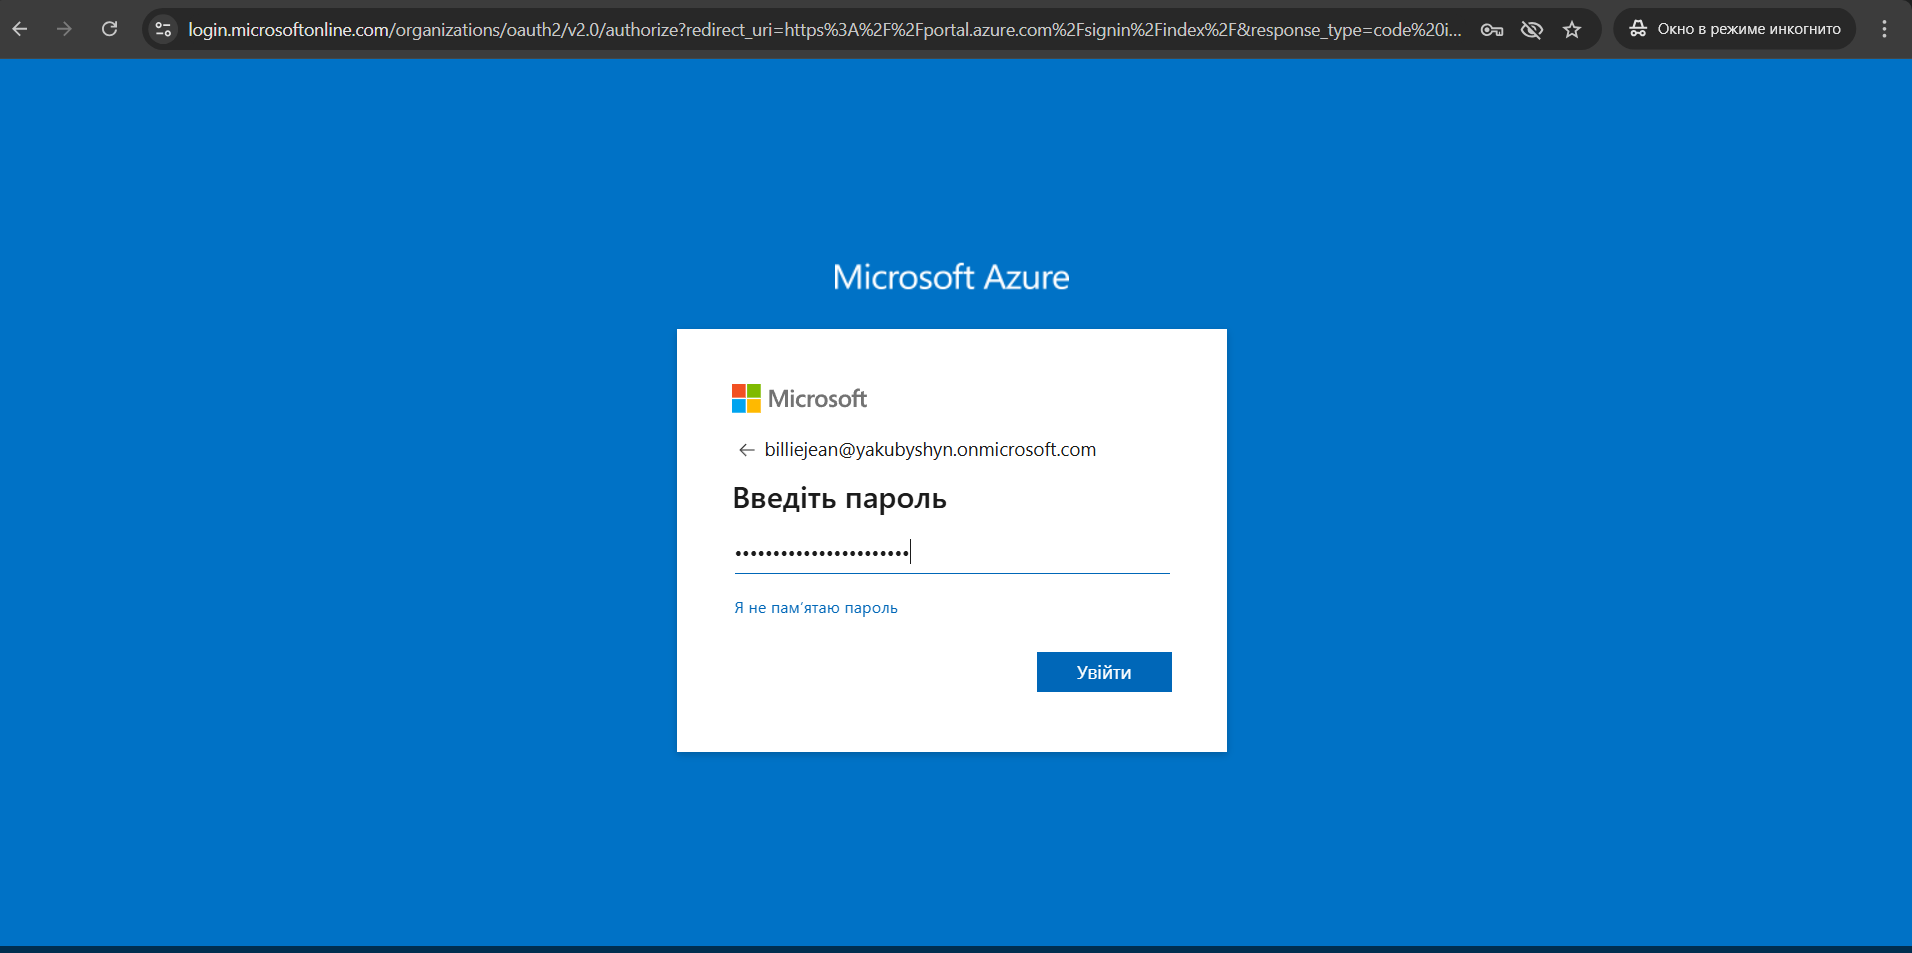 login.microsoftonline.com/organizations/oauth2/v2.0/authorize?redirect_uri=https%3A%2F%2Fportal.azure.com%2Fsignin%2Findex%2F&response_type=code%20i...
Окно в режиме инкогнито
Microsoft Azure
Microsoft
billiejean@yakubyshyn.onmicrosoft.com
Введіть пароль
•••••••••••••••••••••••
Я не пам’ятаю пароль
Увійти